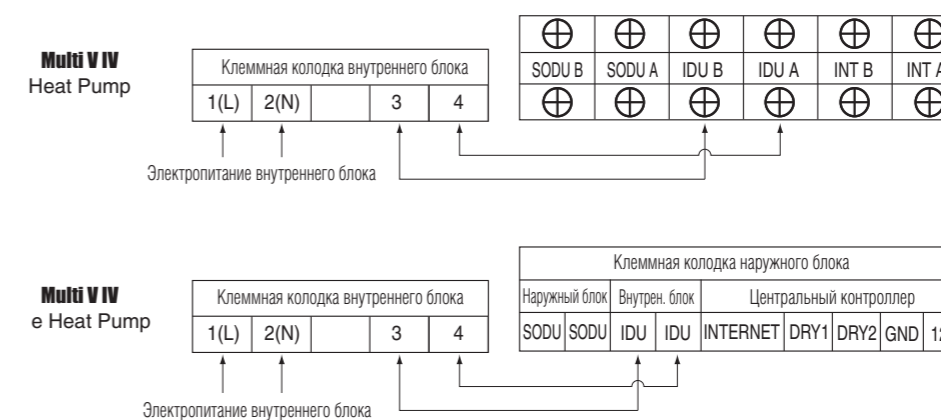 Multi V IV
Heat Pump
Клеммная колодка внутреннего блока
1(L) 2(N) 3 4
Электропитание внутреннего блока
SODU B SODU A IDU B IDU A INT B INT A
Multi V IV
e Heat Pump
Клеммная колодка внутреннего блока
1(L) 2(N) 3 4
Электропитание внутреннего блока
Клеммная колодка наружного блока
Наружный блок Внутрен. блок Центральный контроллер
SODU SODU IDU IDU INTERNET DRY1 DRY2 GND